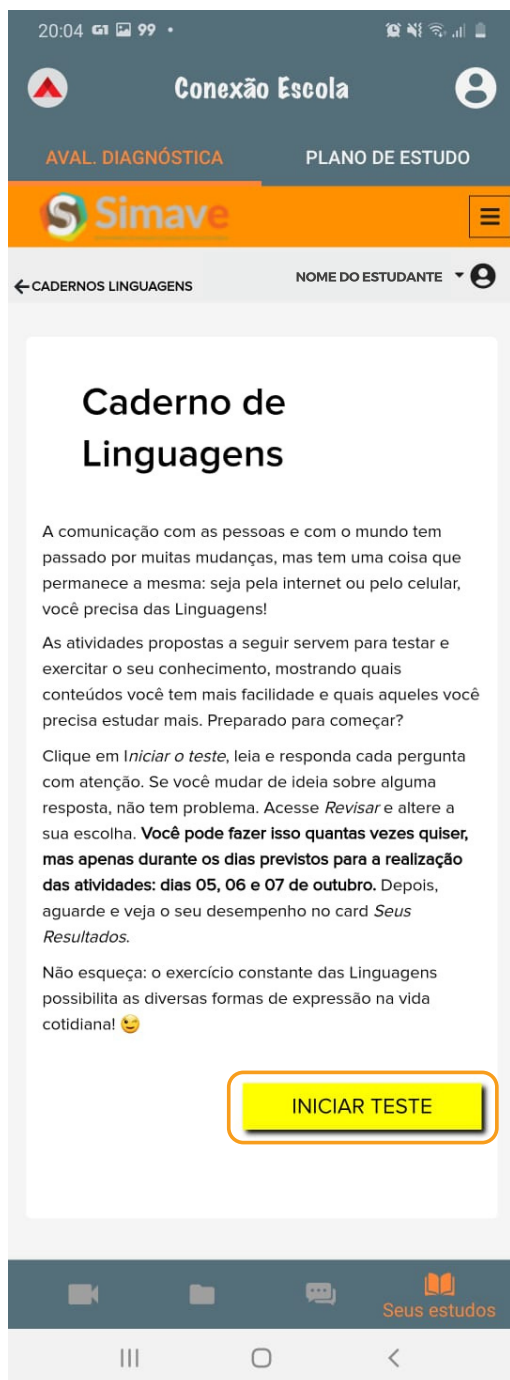 20:04 G1 99 •
Conexão Escola
AVAL. DIAGNÓSTICA PLANO DE ESTUDO
Simave
CADERNOS LINGUAGENS NOME DO ESTUDANTE
Caderno de
Linguagens
A comunicação com as pessoas e com o mundo tem
passado por muitas mudanças, mas tem uma coisa que
permanece a mesma: seja pela internet ou pelo celular,
você precisa das Linguagens!
As atividades propostas a seguir servem para testar e
exercitar o seu conhecimento, mostrando quais
conteúdos você tem mais facilidade e quais aqueles você
precisa estudar mais. Preparado para começar?
Clique em Iniciar o teste, leia e responda cada pergunta
com atenção. Se você mudar de ideia sobre alguma
resposta, não tem problema. Acesse Revisar e altere a
sua escolha. Você pode fazer isso quantas vezes quiser,
mas apenas durante os dias previstos para a realização
das atividades: dias 05, 06 e 07 de outubro. Depois,
aguarde e veja o seu desempenho no card Seus
Resultados.
Não esqueça: o exercício constante das Linguagens
possibilita as diversas formas de expressão na vida
cotidiana! 😉
INICIAR TESTE
Seus estudos